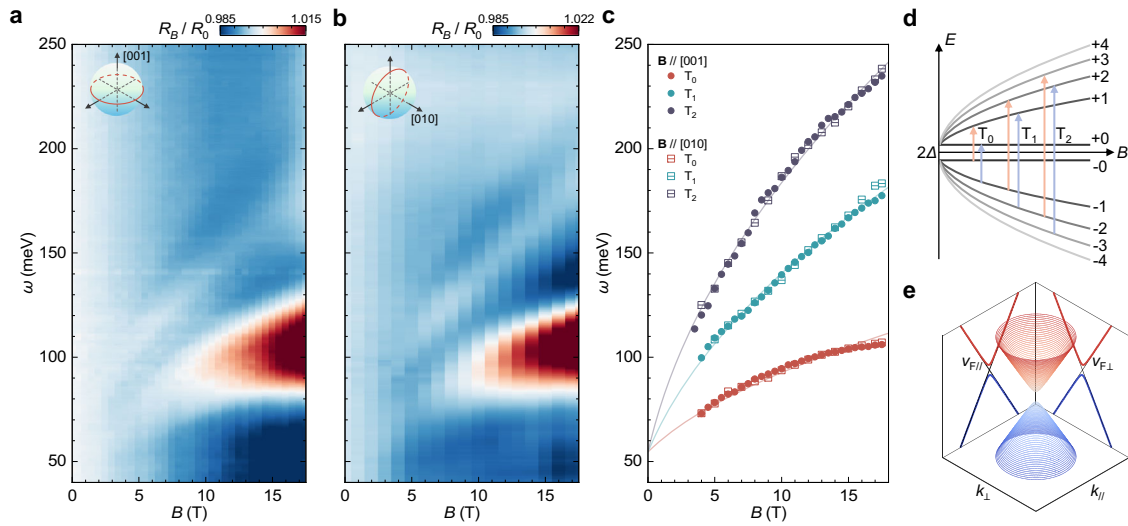 a
R_B / R_0
0.985
1.015
[001]
250
200
150
100
50
ω (meV)
0
5
10
15
B (T)
b
R_B / R_0
0.985
1.022
[010]
0
5
10
15
B (T)
c
B // [001]
T_0
T_1
T_2
B // [010]
T_0
T_1
T_2
250
200
150
100
50
ω (meV)
0
5
10
15
B (T)
d
E
+4
+3
+2
+1
+0
B
-0
-1
-2
-3
-4
2Δ
T_0
T_1
T_2
e
v_F//
v_F⊥
k_⊥
k_//